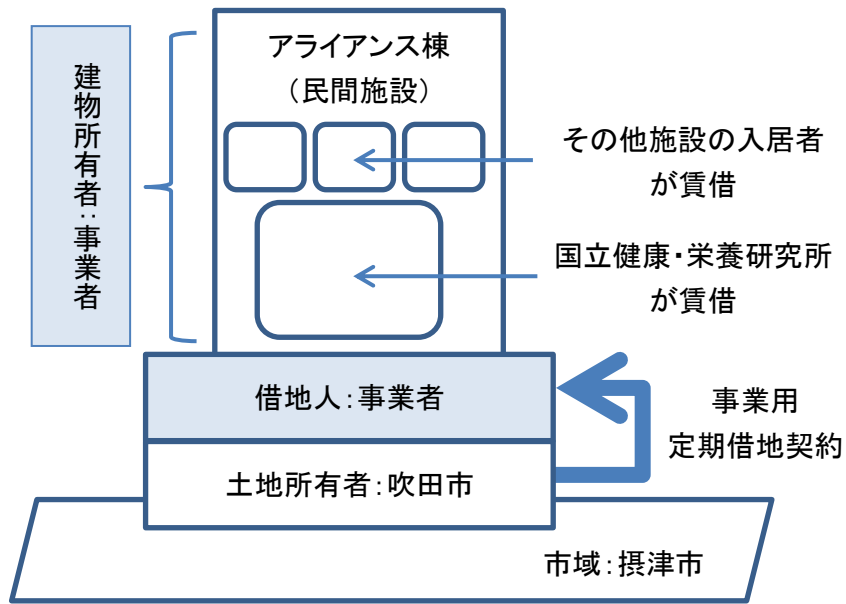 アライアンス棟
（民間施設）
建物所有者：事業者
その他施設の入居者
が賃借
国立健康・栄養研究所
が賃借
借地人：事業者
事業用
定期借地契約
土地所有者：吹田市
市域：摂津市